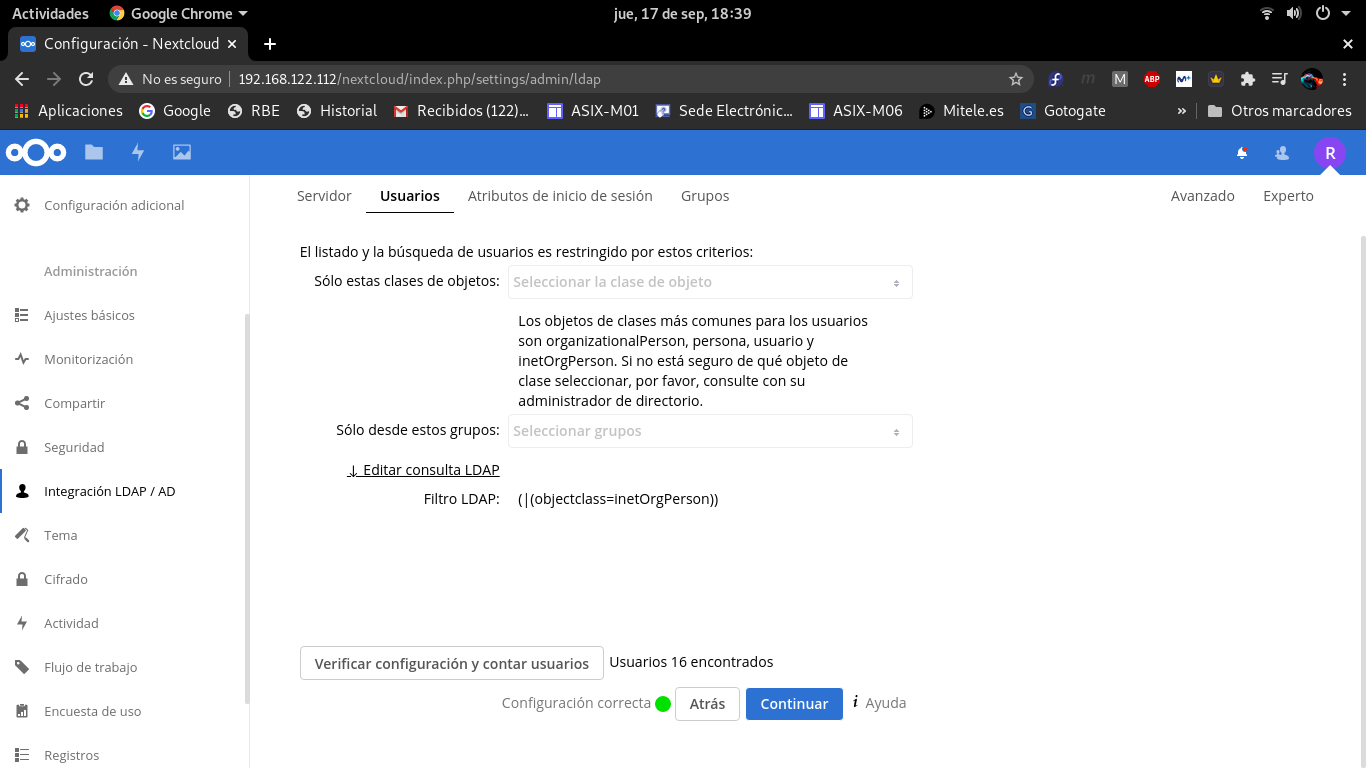 Actividades Google Chrome jue, 17 de sep, 18:39
Configuración - Nextcloud
No es seguro 192.168.122.112/nextcloud/index.php/settings/admin/ldap
M ABP M+
Aplicaciones Google RBE Historial Recibidos (122)... ASIX-M01 Sede Electrónic... ASIX-M06 Mitele.es Gotogate » Otros marcadores
R
Servidor Usuarios Atributos de inicio de sesión Grupos Avanzado Experto
Configuración adicional
Administración
Ajustes básicos
Monitorización
Compartir
Seguridad
Integración LDAP / AD
Tema
Cifrado
Actividad
Flujo de trabajo
Encuesta de uso
Registros
El listado y la búsqueda de usuarios es restringido por estos criterios:
Sólo estas clases de objetos: Seleccionar la clase de objeto
Los objetos de clases más comunes para los usuarios
son organizationalPerson, persona, usuario y
inetOrgPerson. Si no está seguro de qué objeto de
clase seleccionar, por favor, consulte con su
administrador de directorio.
Sólo desde estos grupos: Seleccionar grupos
↓ Editar consulta LDAP
Filtro LDAP: (|(objectclass=inetOrgPerson))
Verificar configuración y contar usuarios Usuarios 16 encontrados
Configuración correcta Atrás Continuar i Ayuda